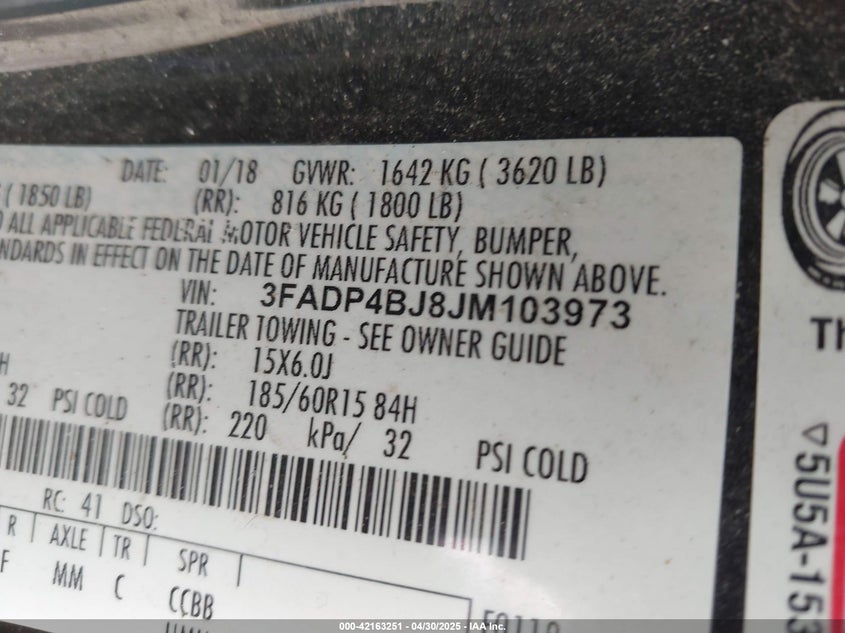 DATE: 01/18 GVWR: 1642 KG ( 3620 LB)
( 1850 LB) (RR): 816 KG ( 1800 LB)
ALL APPLICABLE FEDERAL MOTOR VEHICLE SAFETY, BUMPER,
IN EFFECT ON THE DATE OF MANUFACTURE SHOWN ABOVE.
VIN: 3FADP4BJ8JM103973
TRAILER TOWING - SEE OWNER GUIDE
(RR): 15X6.0J
H (RR): 185/60R15 84H
32 PSI COLD (RR): 220 kPa/ 32 PSI COLD
RC: 41 DSO:
R AXLE TR SPR
F MM C CCBB
Th
5U5A-153
000-42163251 | 04/30/2025 - IAA Inc.